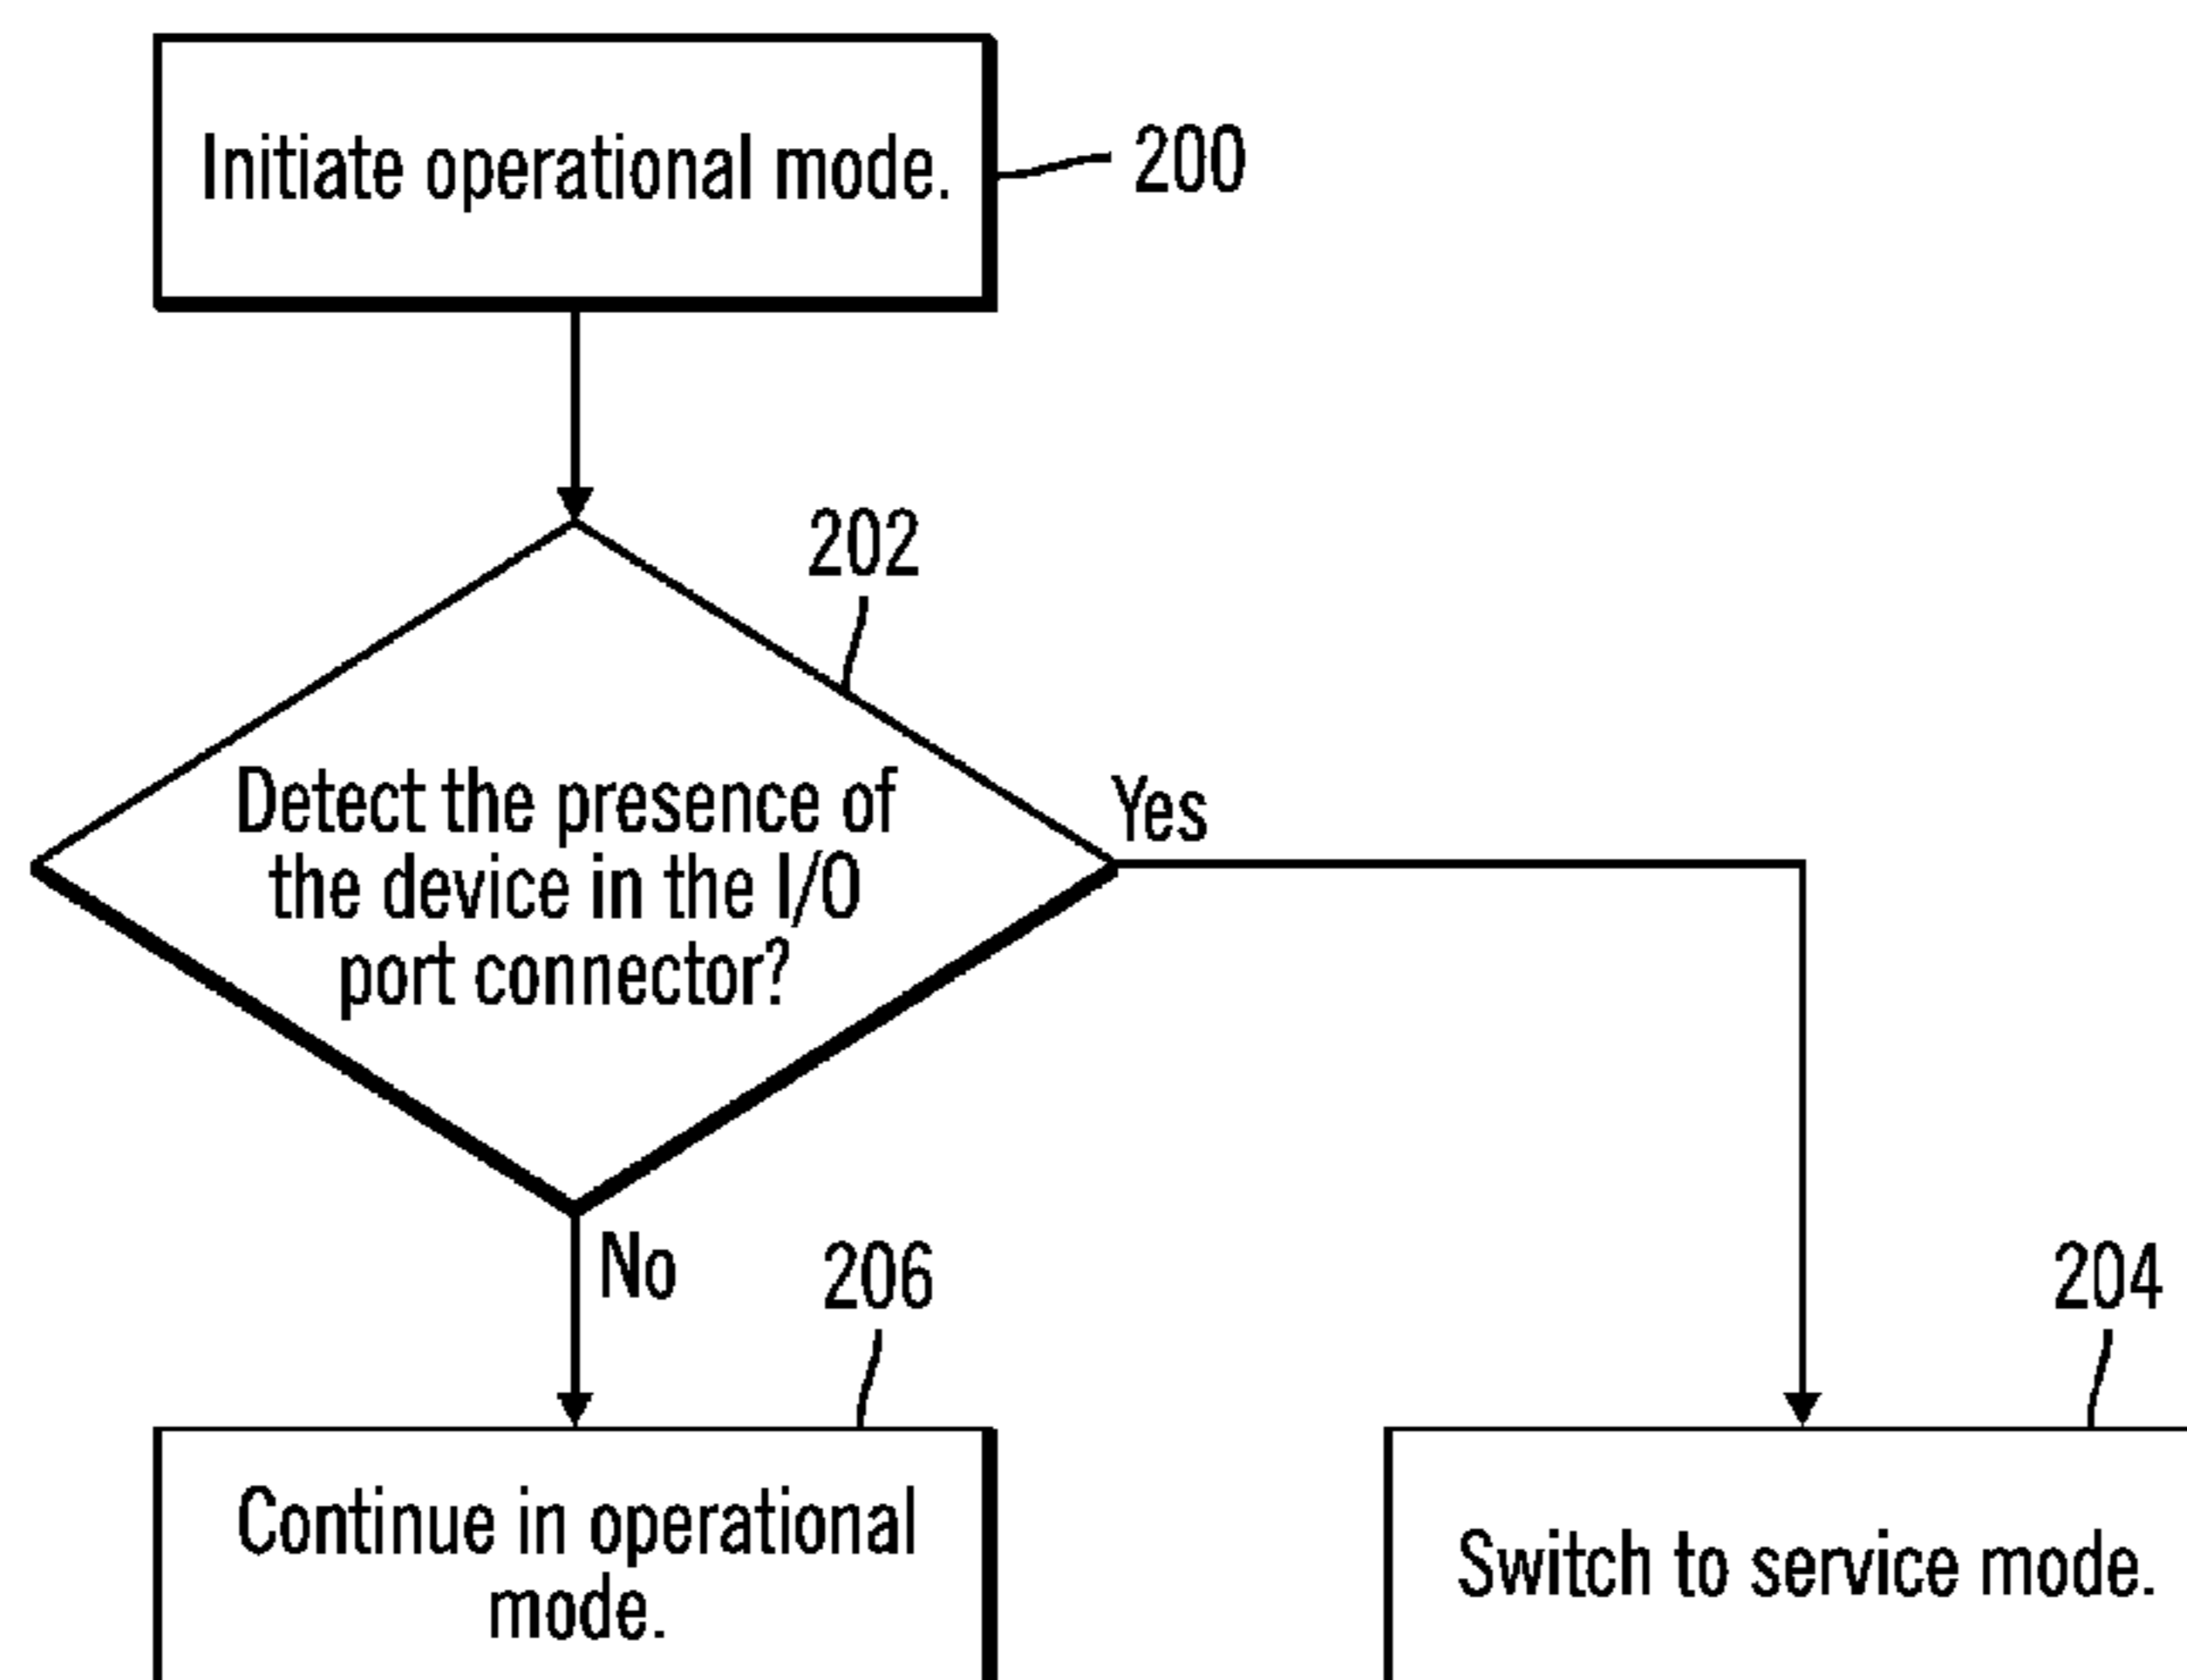 Initiate operational mode.
200
202
Detect the presence of
the device in the I/O
port connector?
Yes
No
206
204
Continue in operational
mode.
Switch to service mode.